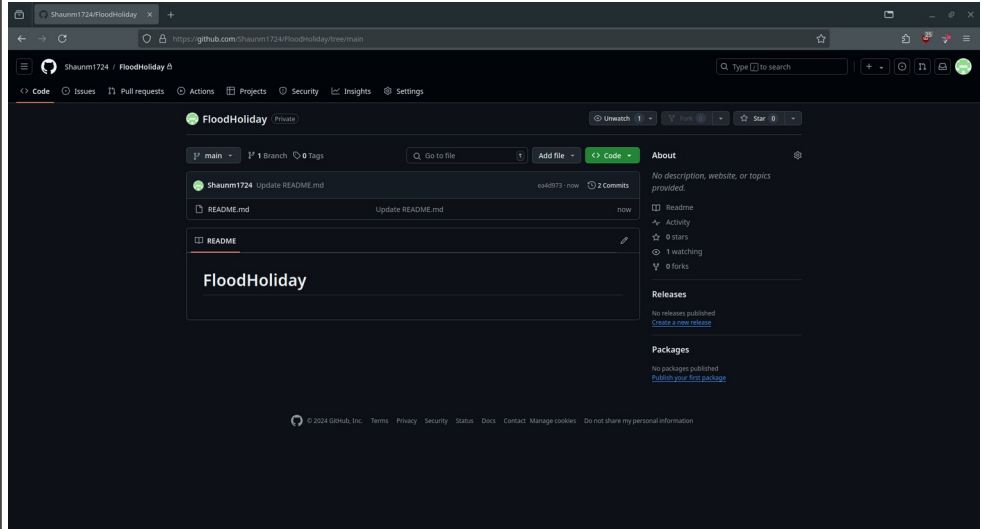 Shaunm1724/FloodHoliday
https://github.com/Shaunm1724/FloodHoliday/tree/main
25
Shaunm1724 / FloodHoliday
Type / to search
Code Issues Pull requests Actions Projects Security Insights Settings
FloodHoliday Private
Unwatch 1 Fork 0 Star 0
main 1 Branch 0 Tags Go to file t Add file Code
Shaunm1724 Update README.md ea4d973 · now 2 Commits
README.md Update README.md now
README
FloodHoliday
About
No description, website, or topics
provided.
Readme
Activity
0 stars
1 watching
0 forks
Releases
No releases published
Create a new release
Packages
No packages published
Publish your first package
© 2024 GitHub, Inc. Terms Privacy Security Status Docs Contact Manage cookies Do not share my personal information